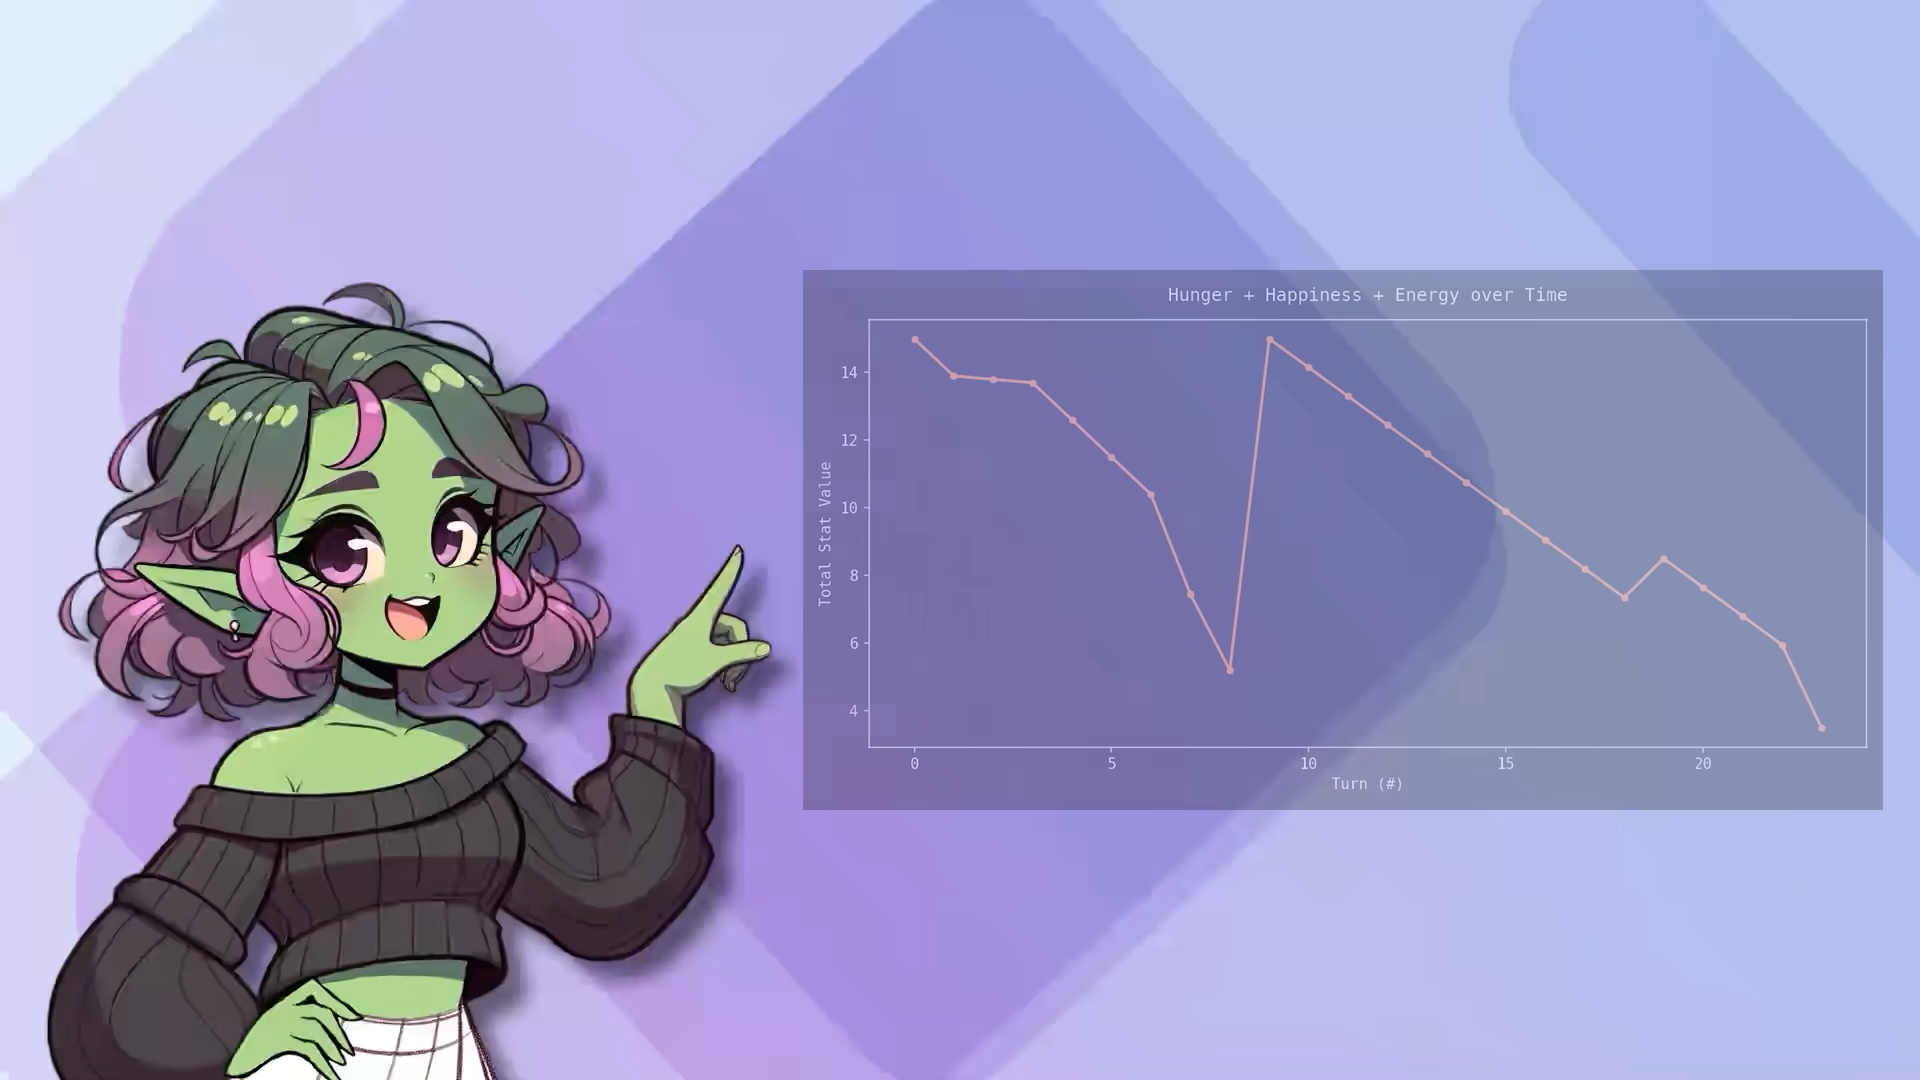 Hunger + Happiness + Energy over Time
14
12
10
8
6
4
Total Stat Value
0 5 10 15 20
Turn (#)